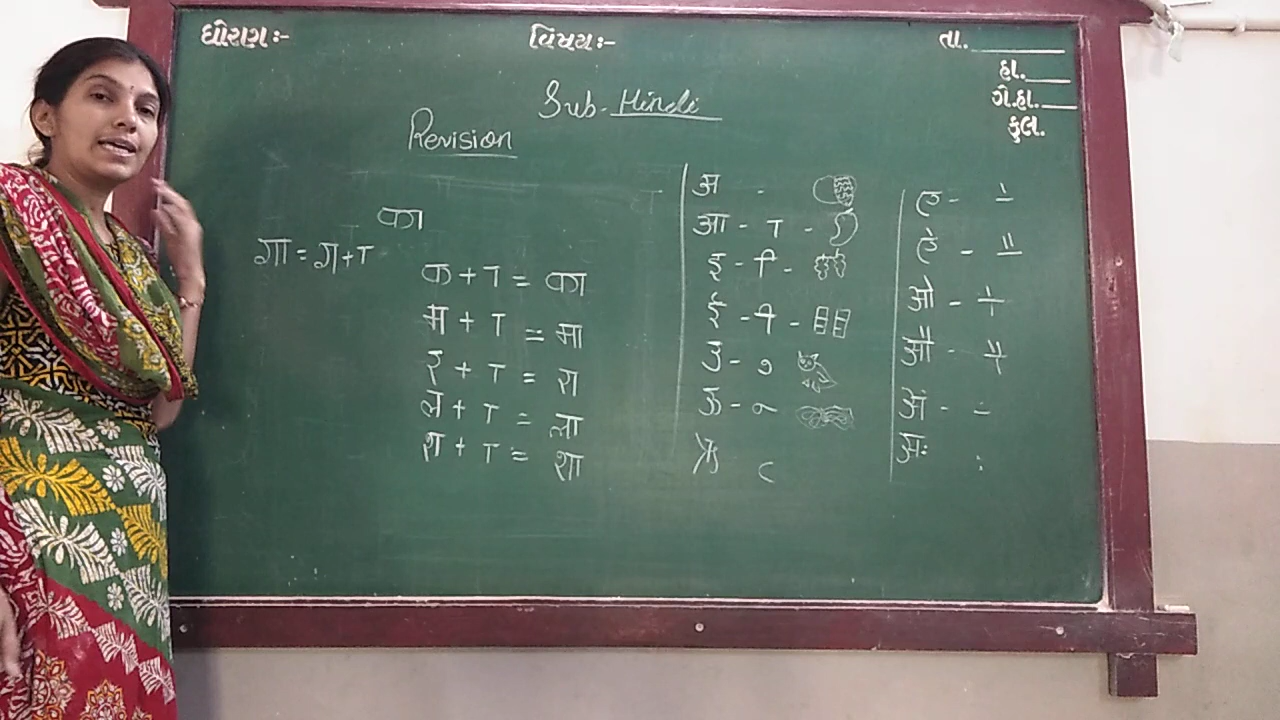 ધોરણ:-
વિષય:-
તા.
હા.
ગે.હા.
કુલ.
Sub-Hindi
Revision
का
गा = ग + ा
क + ा = का
म + ा = मा
र + ा = रा
ल + ा = ला
श + ा = शा
अ -
आ - ा -
इ - ि -
ई - ी -
उ - ु
ऊ - ू
ऋ ृ
ए - े
ऐ - ै
ओ - ो
औ - ौ
अं - ं
अः :